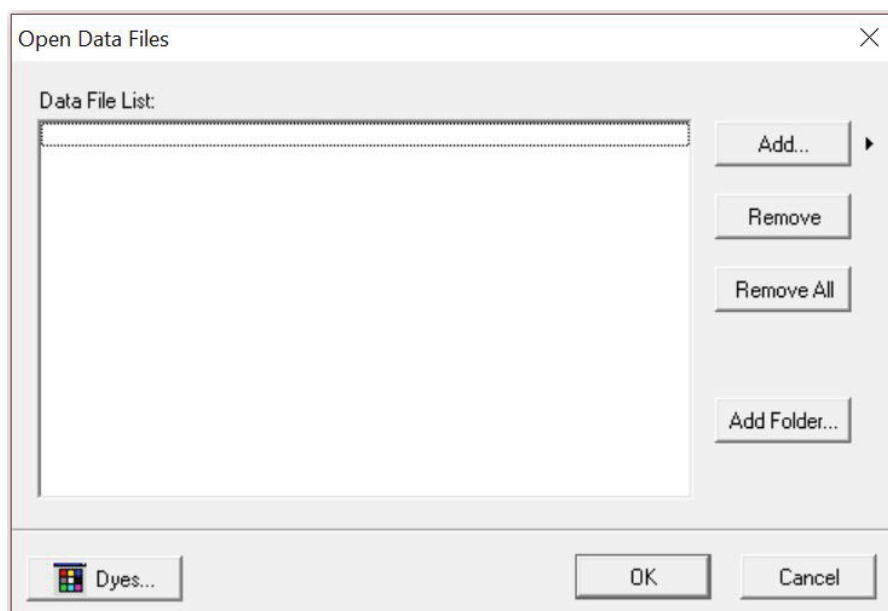 Open Data Files
Data File List:
Add...
Remove
Remove All
Add Folder...
Dyes...
OK
Cancel